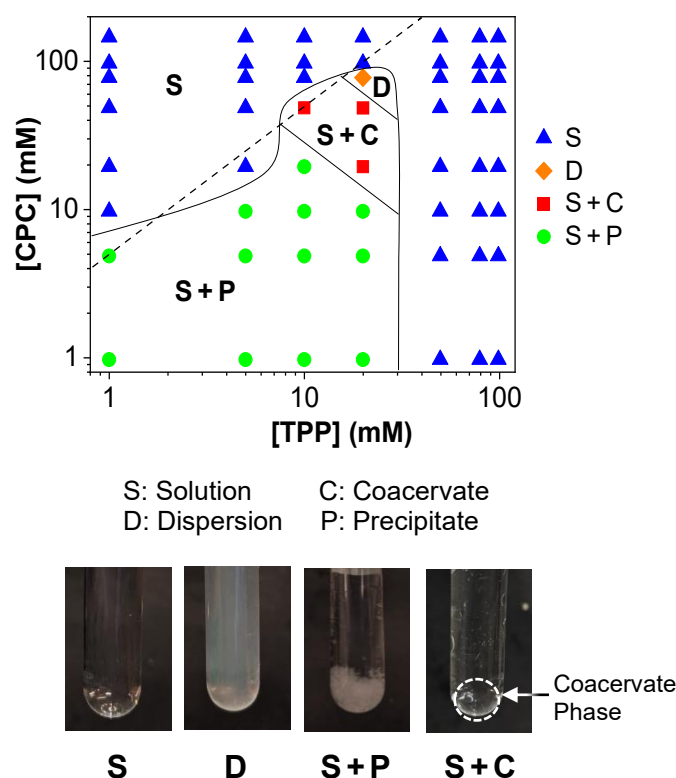 100
10
1
[CPC] (mM)
S
D
S + C
S + P
1
10
100
[TPP] (mM)
S
D
S + C
S + P
S: Solution C: Coacervate
D: Dispersion P: Precipitate
Coacervate
Phase
S D S + P S + C